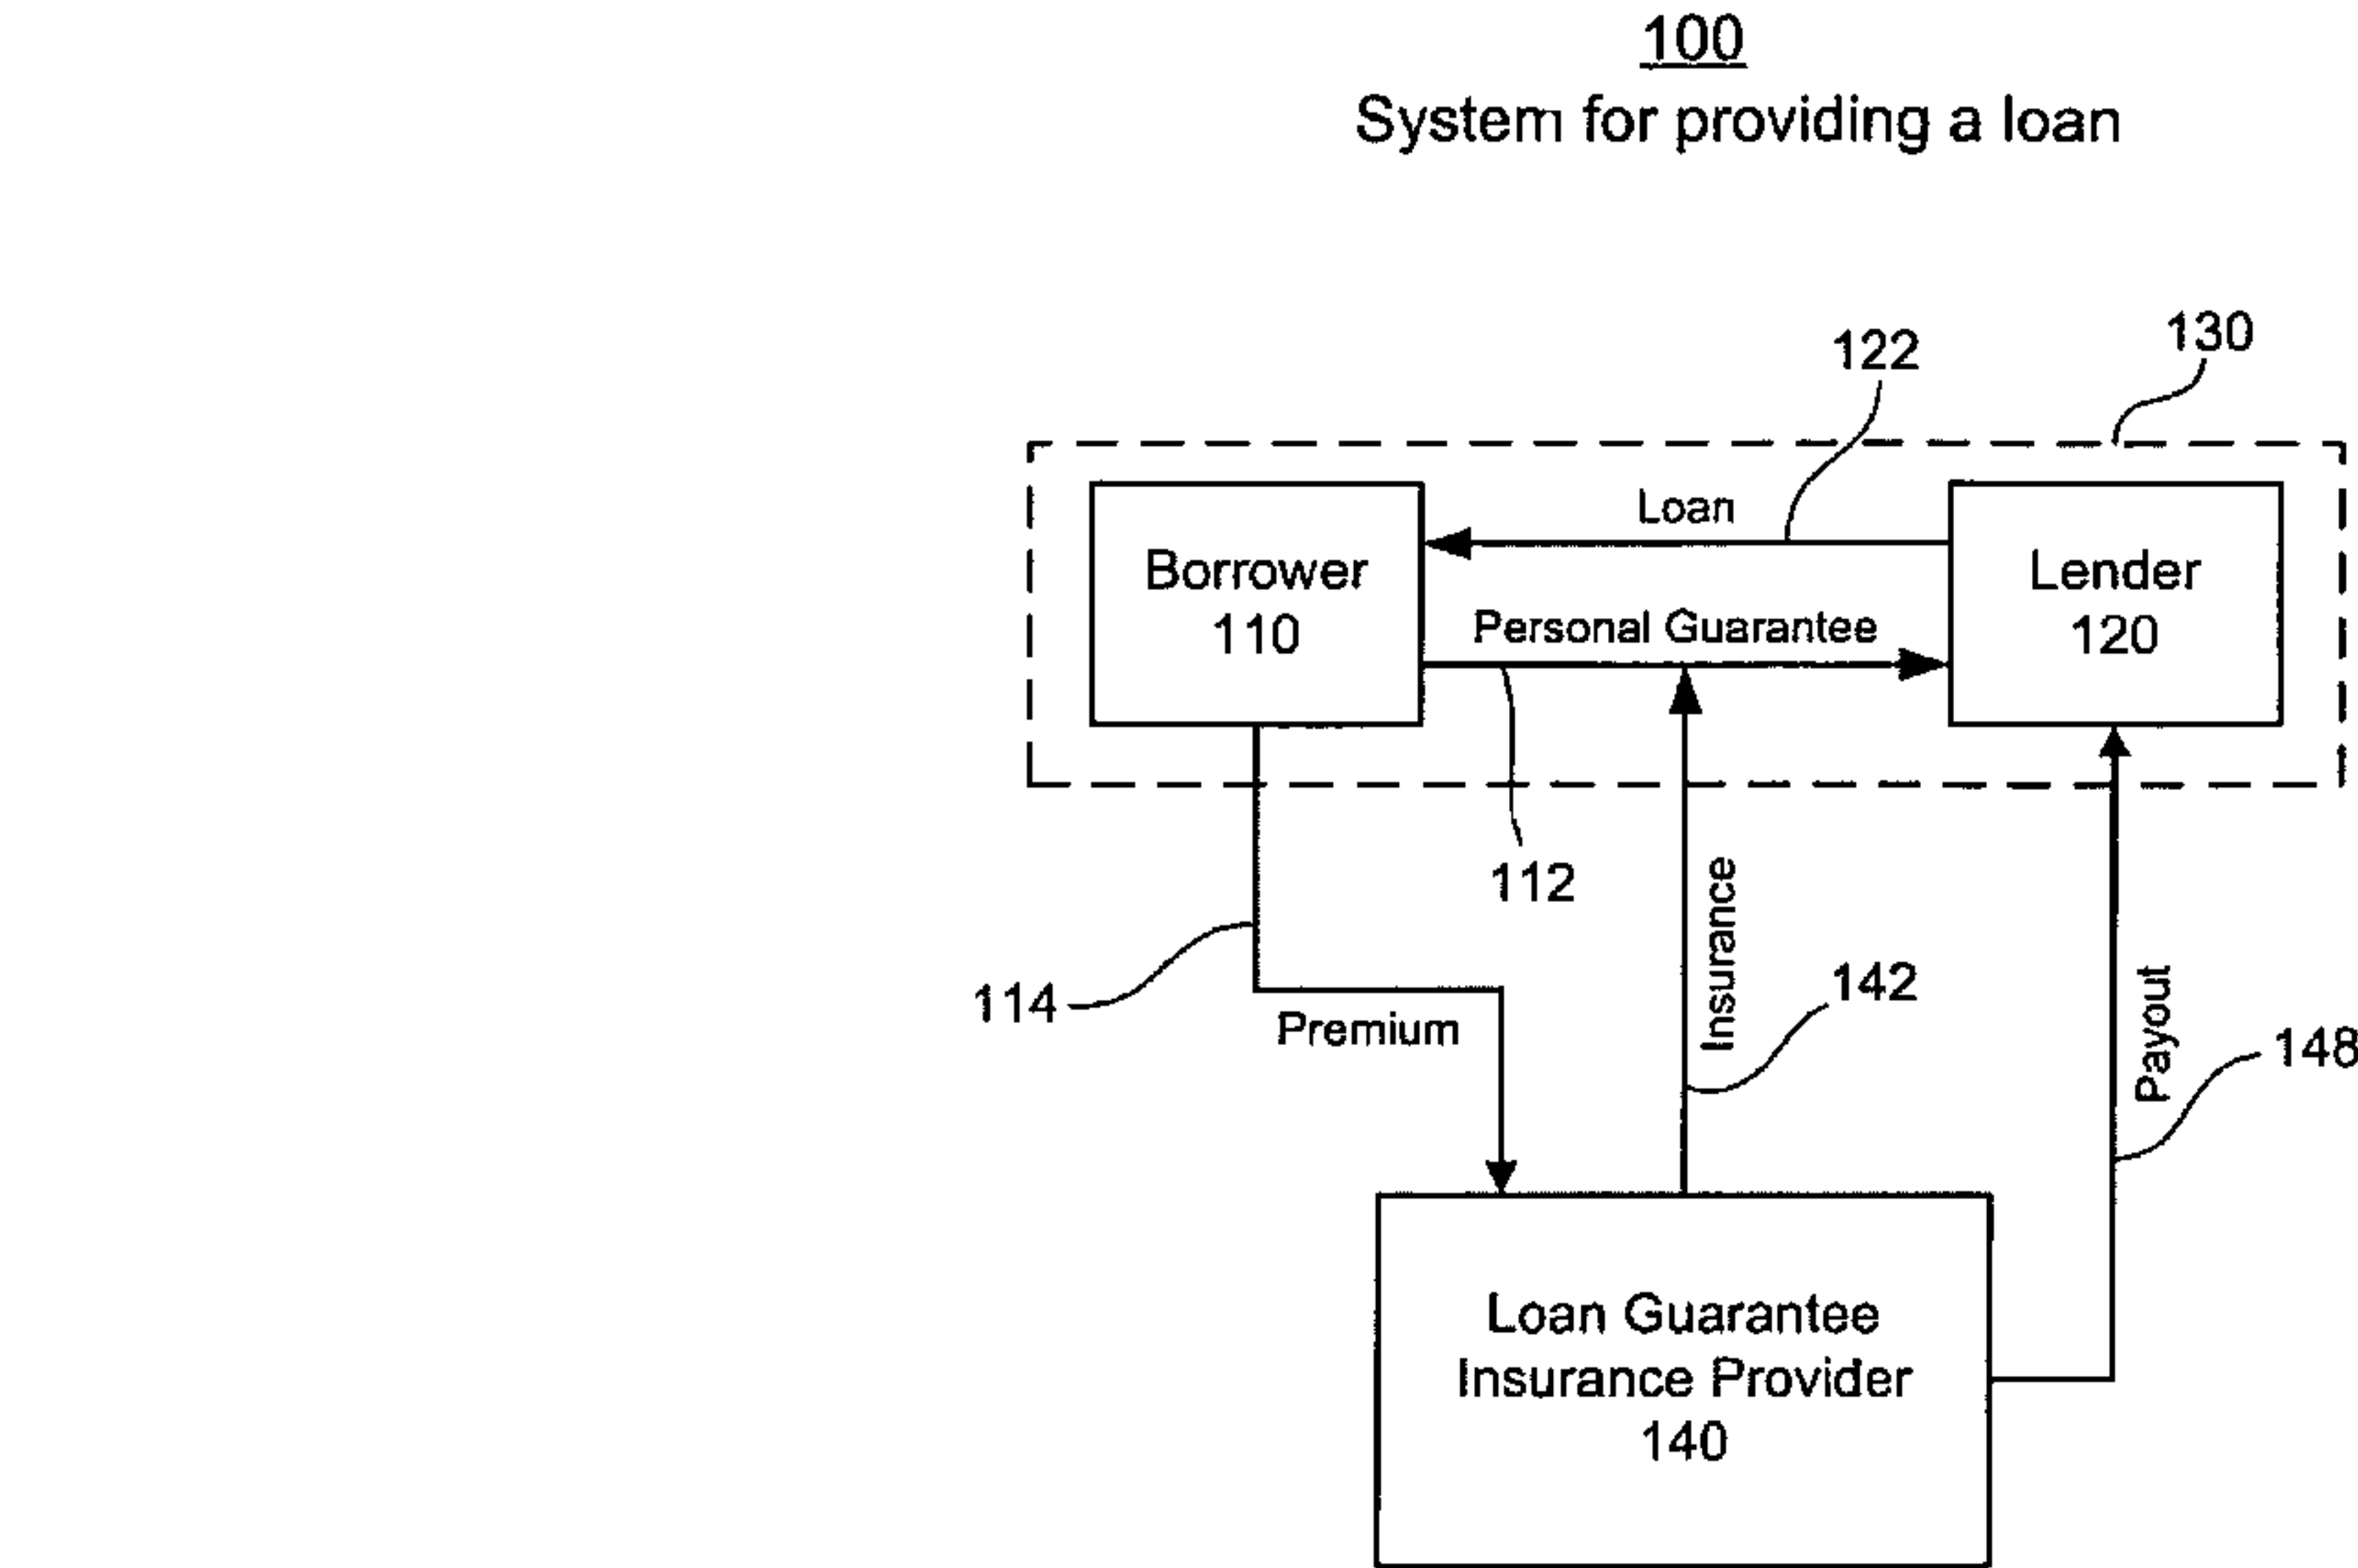 100
System for providing a loan
130
122
Loan
Borrower
110
Personal Guarantee
Lender
120
112
Insurance
114
Premium
142
Payout
148
Loan Guarantee
Insurance Provider
140